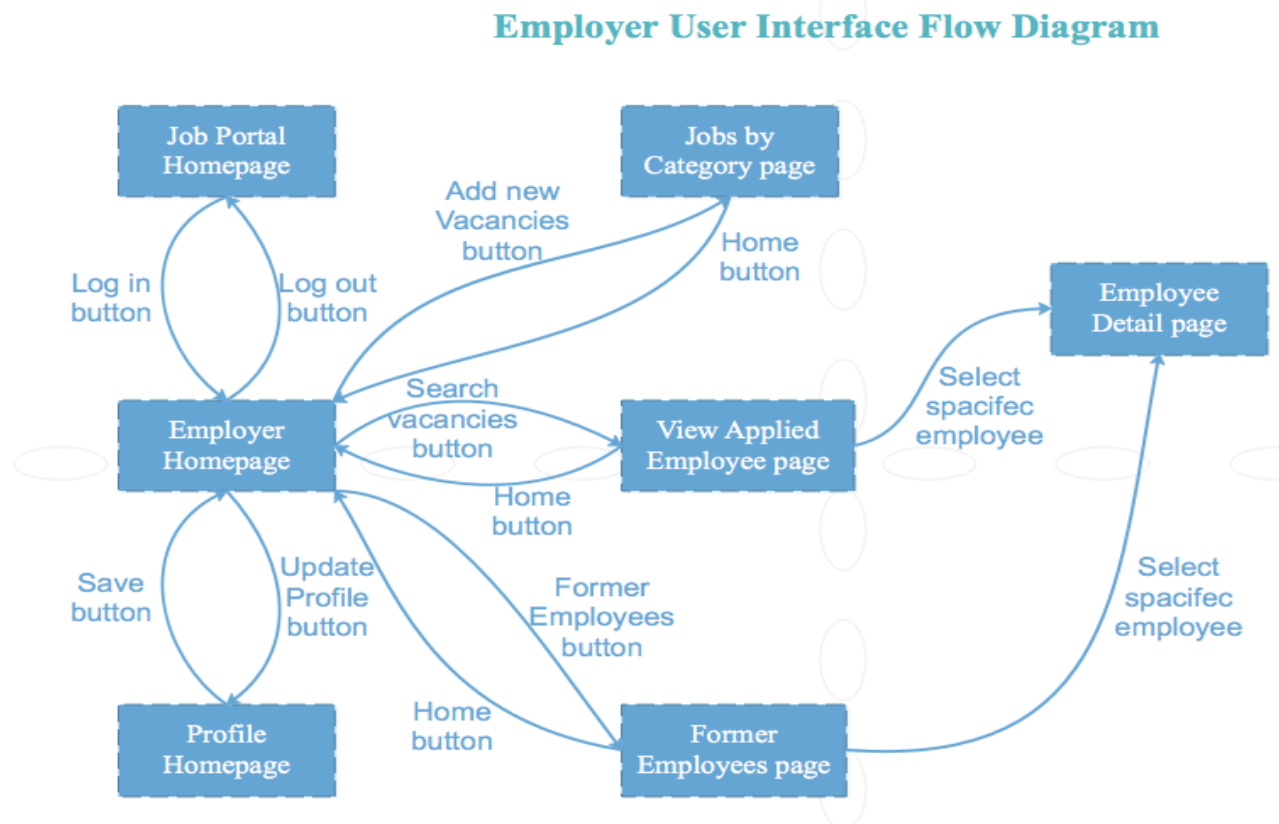 Employer User Interface Flow Diagram
Job Portal
Homepage
Jobs by
Category page
Add new
Vacancies
button
Home
button
Log in
button
Log out
button
Employee
Detail page
Search
vacancies
button
Select
spacifec
employee
Employer
Homepage
View Applied
Employee page
Home
button
Save
button
Update
Profile
button
Former
Employees
button
Select
spacifec
employee
Home
button
Profile
Homepage
Former
Employees page